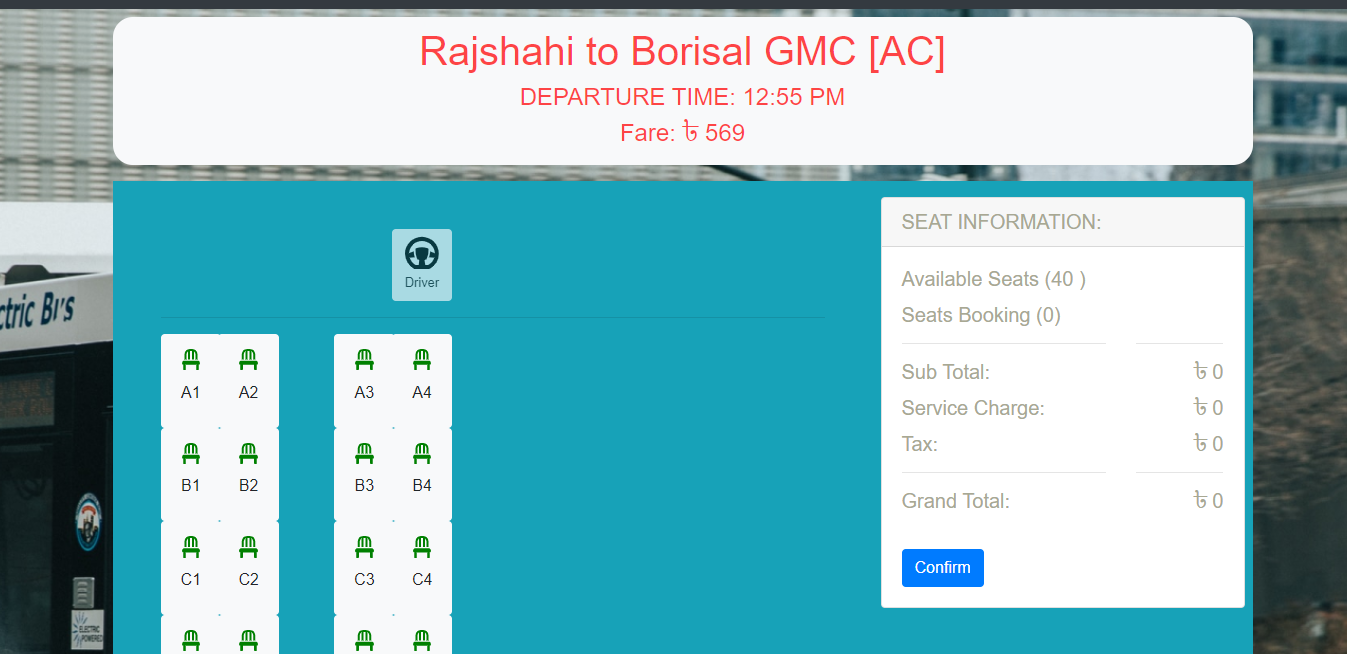 Rajshahi to Borisal GMC [AC]
DEPARTURE TIME: 12:55 PM
Fare: ৳ 569
Driver
A1 A2 A3 A4
B1 B2 B3 B4
C1 C2 C3 C4
SEAT INFORMATION:
Available Seats (40 )
Seats Booking (0)
Sub Total: ৳ 0
Service Charge: ৳ 0
Tax: ৳ 0
Grand Total: ৳ 0
Confirm
ELECTRIC
POWERED